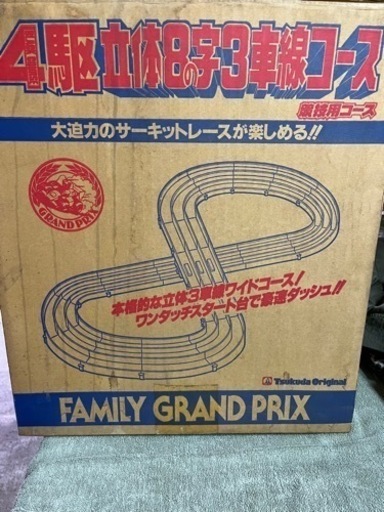 4輪駆立体8の字3車線コース
競技用コース
大迫力のサーキットレースが楽しめる!!
GRAND PRIX
本格的な立体3車線ワイドコース!
ワンタッチスタート台で豪速ダッシュ!!
Tsukuda Original
FAMILY GRAND PRIX